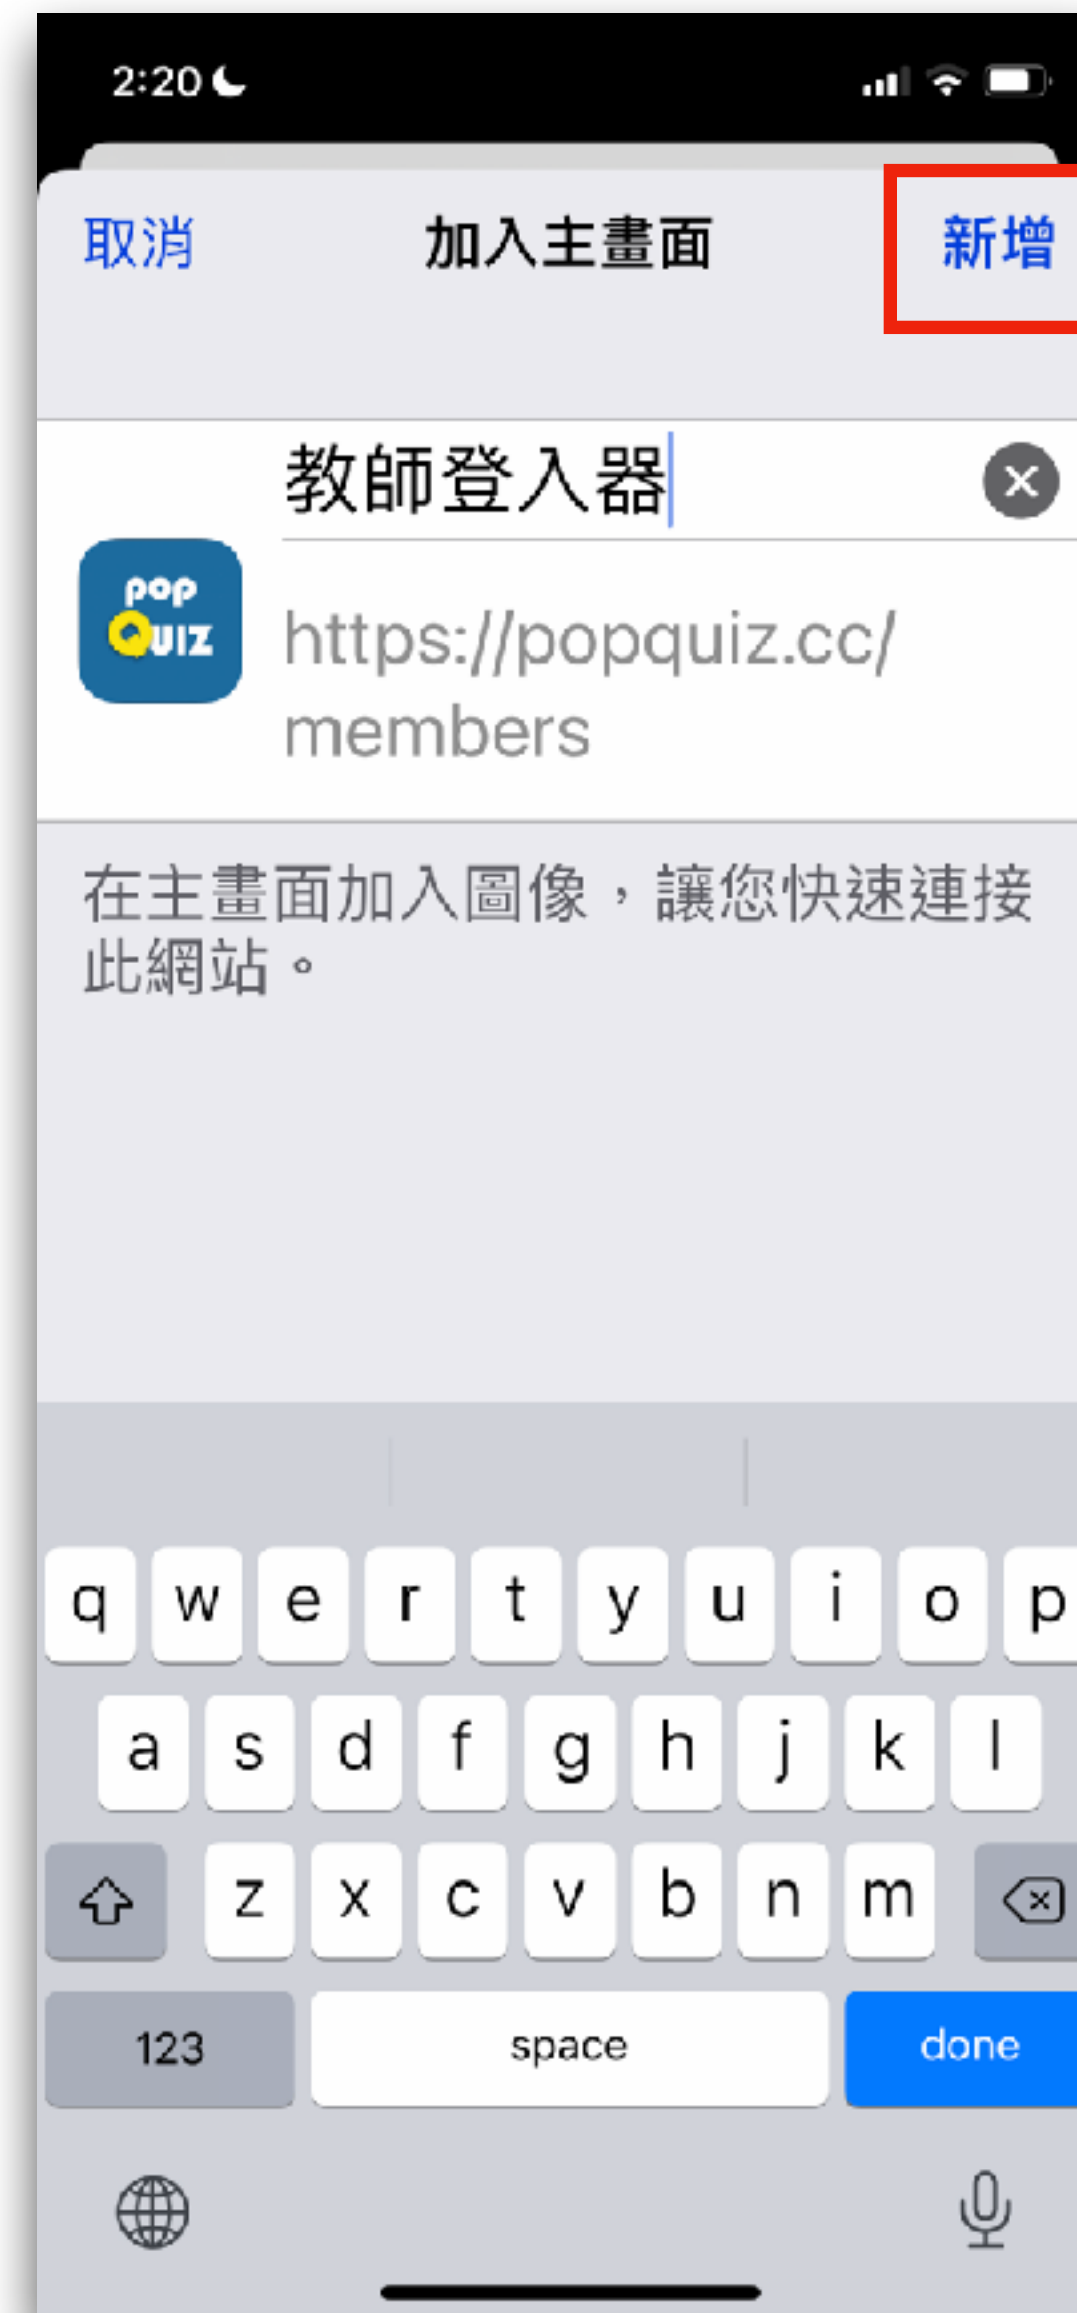 2:20
取消 加入主畫面 新增
教師登入器
pop
QUIZ
https://popquiz.cc/
members
在主畫面加入圖像，讓您快速連接
此網站。
q w e r t y u i o p
a s d f g h j k l
z x c v b n m
123 space done